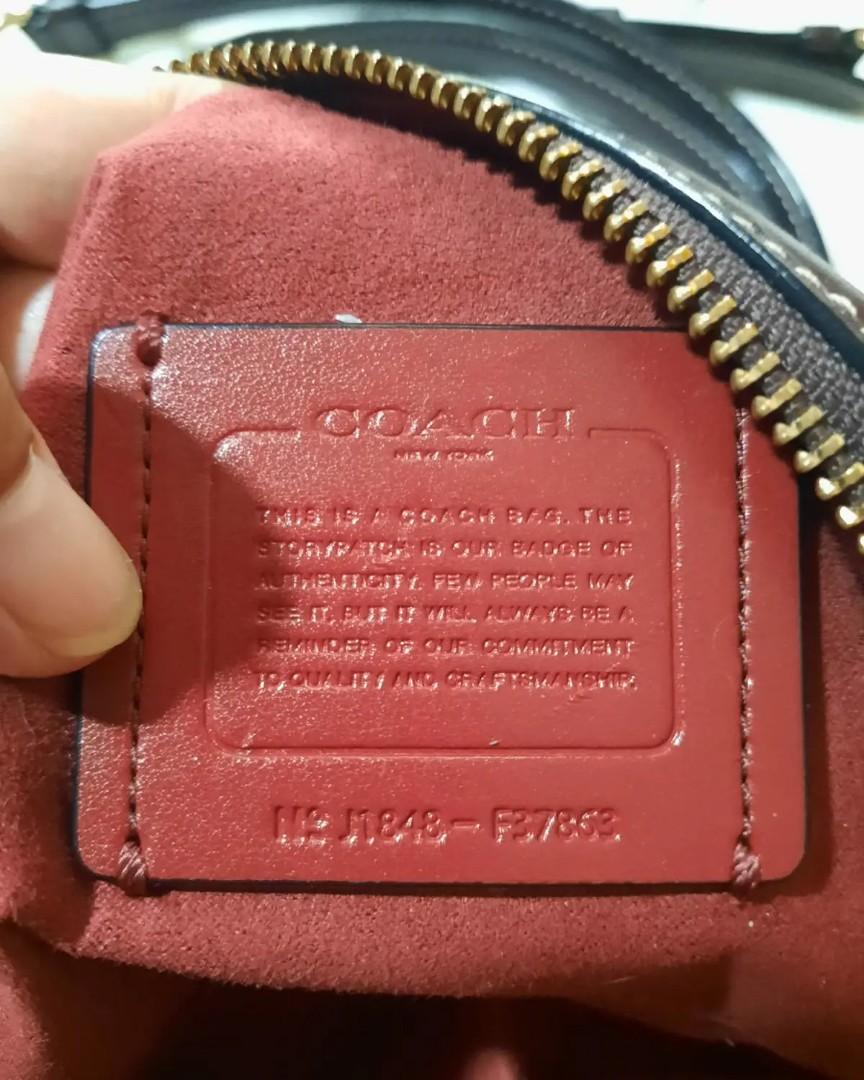 COACH
NEW YORK
THIS IS A COACH BAG. THE
STORYPATCH IS OUR BADGE OF
AUTHENTICITY. FEW PEOPLE MAY
SEE IT, BUT IT WILL ALWAYS BE A
REMINDER OF OUR COMMITMENT
TO QUALITY AND CRAFTSMANSHIP.
Nº J1848 - F37863